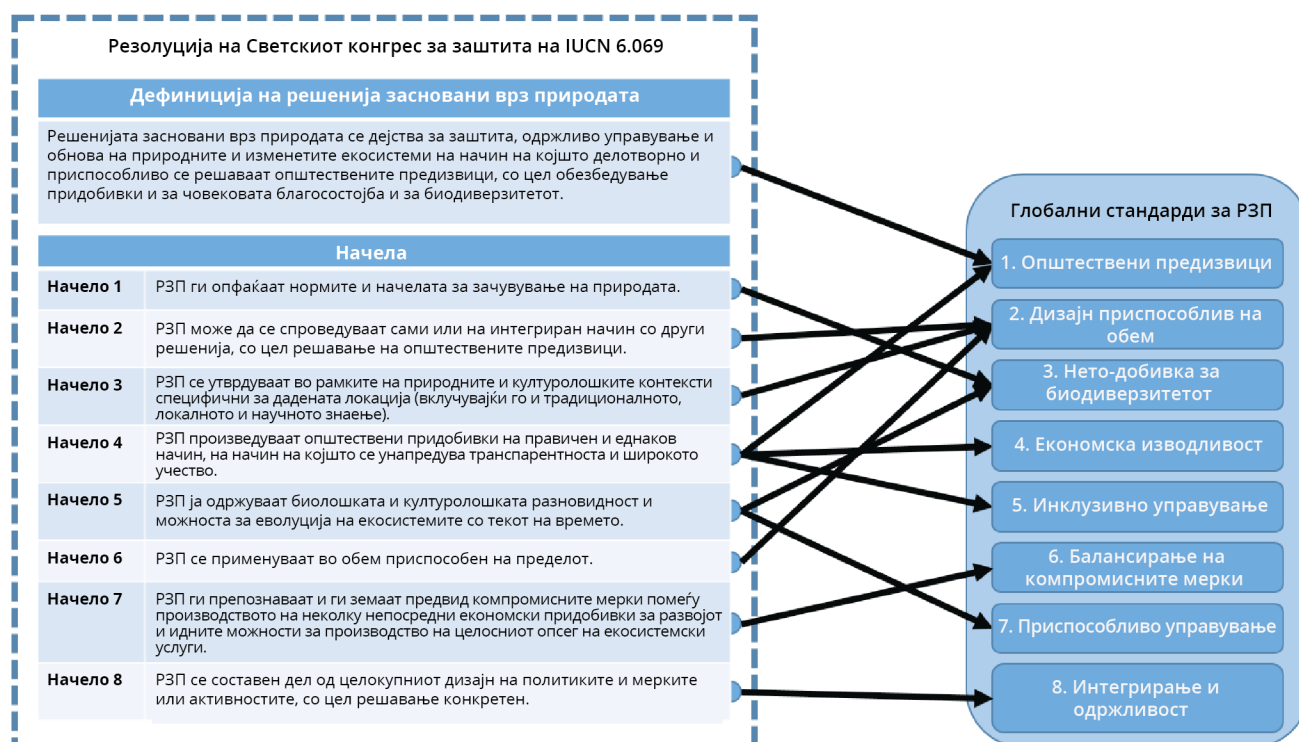 Резолуција на Светскиот конгрес за заштита на IUCN 6.069
Дефиниција на решенија засновани врз природата
Решенијата засновани врз природата се дејства за заштита, одржливо управување и
обнова на природните и изменетите екосистеми на начин на којшто делотворно и
приспособливо се решаваат општествените предизвици, со цел обезбедување
придобивки и за човековата благосостојба и за биодиверзитетот.
Начела
Начело 1
РЗП ги опфаќаат нормите и начелата за зачувување на природата.
Начело 2
РЗП може да се спроведуваат сами или на интегриран начин со други
решенија, со цел решавање на општествените предизвици.
Начело 3
РЗП се утврдуваат во рамките на природните и културолошките контексти
специфични за дадената локација (вклучувајќи го и традиционалното,
локалното и научното знаење).
Начело 4
РЗП произведуваат општествени придобивки на правичен и еднаков
начин, на начин на којшто се унапредува транспарентноста и широкото
учество.
Начело 5
РЗП ја одржуваат биолошката и културолошката разновидност и
можноста за еволуција на екосистемите со текот на времето.
Начело 6
РЗП се применуваат во обем приспособен на пределот.
Начело 7
РЗП ги препознаваат и ги земаат предвид компромисните мерки помеѓу
производството на неколку непосредни економски придобивки за развојот
и идните можности за производство на целосниот опсег на екосистемски
услуги.
Начело 8
РЗП се составен дел од целокупниот дизајн на политиките и мерките
или активностите, со цел решавање конкретен.
Глобални стандарди за РЗП
1. Општествени предизвици
2. Дизајн приспособлив на
обем
3. Нето-добивка за
биодиверзитетот
4. Економска изводливост
5. Инклузивно управување
6. Балансирање на
компромисните мерки
7. Приспособливо управување
8. Интегрирање и
одржливост